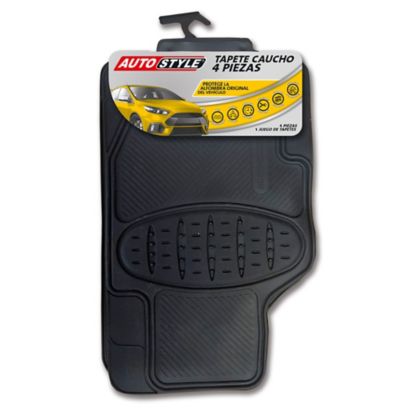 AUTO STYLE
TAPETE CAUCHO
4 PIEZAS
PROTEGE LA
ALFOMBRA ORIGINAL
DEL VEHÍCULO
4 PIEZAS
1 JUEGO DE TAPETES